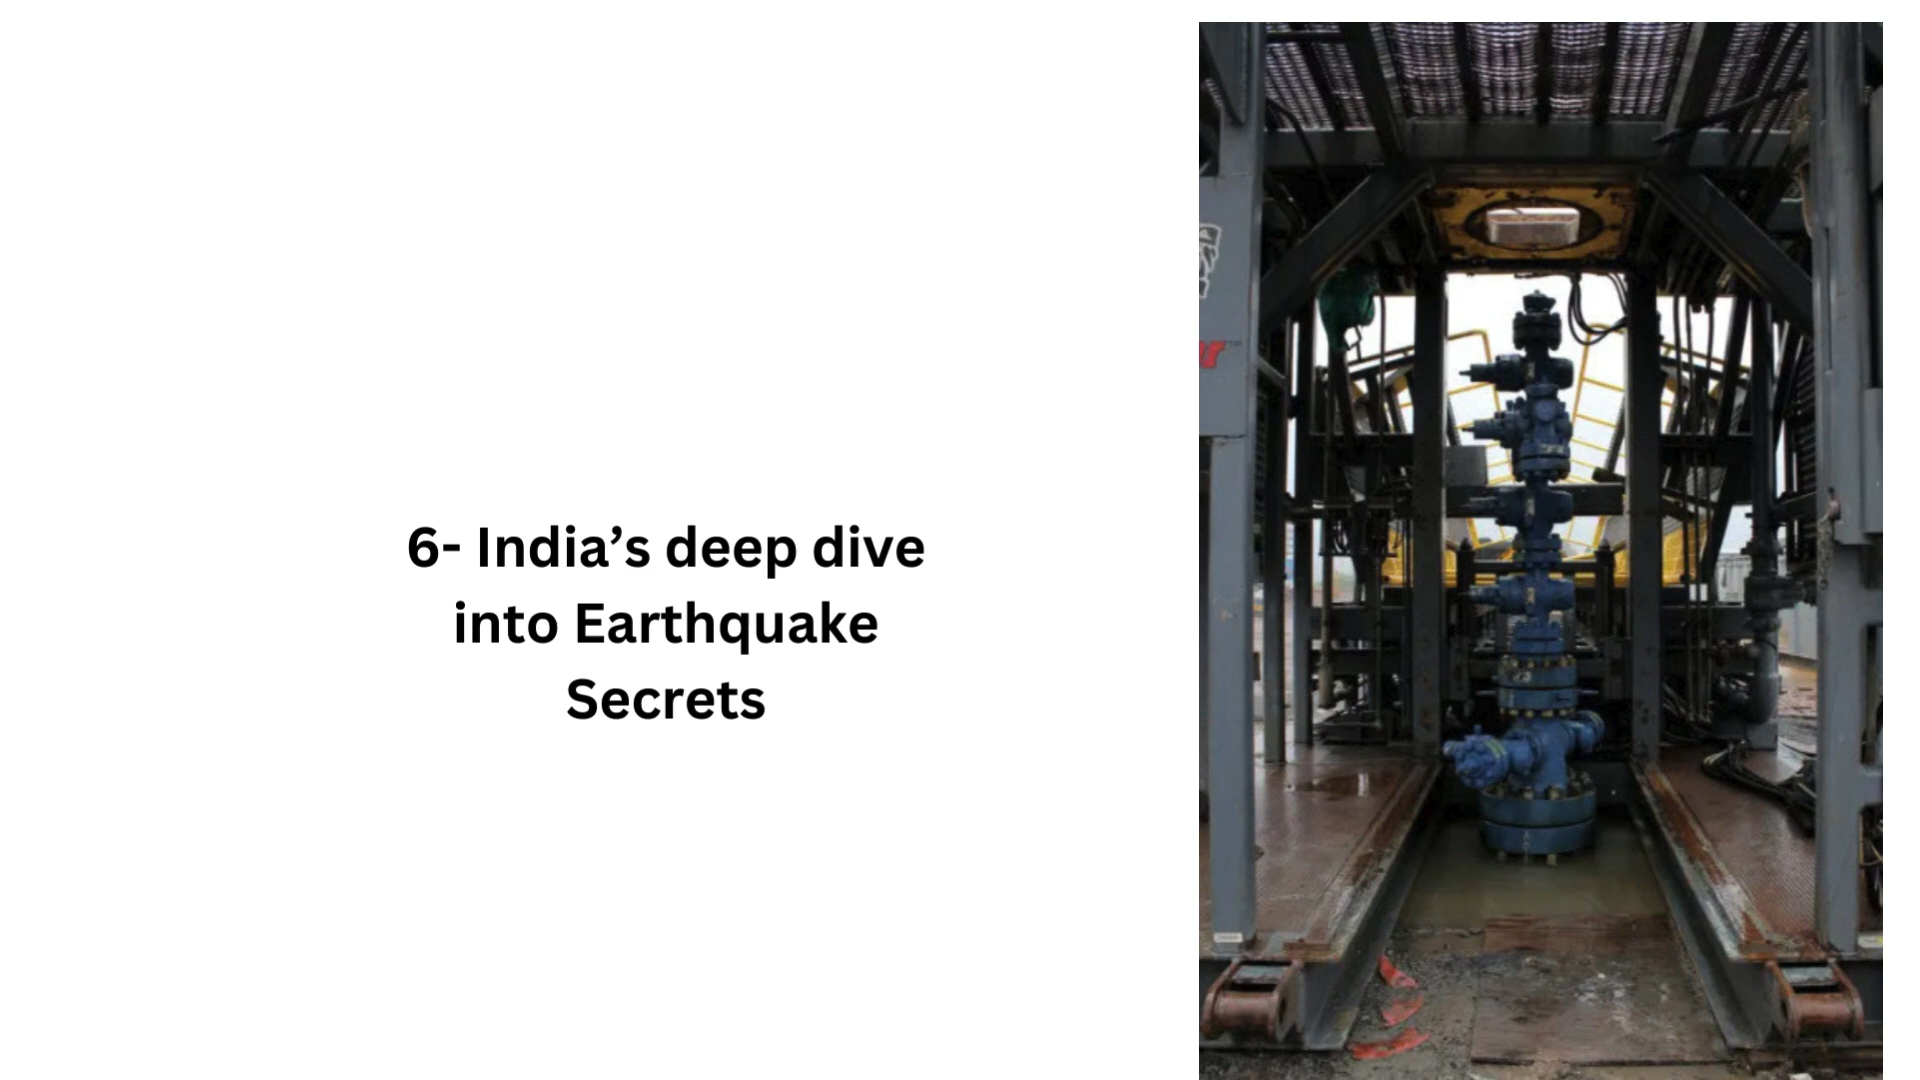 6- India’s deep dive
into Earthquake
Secrets